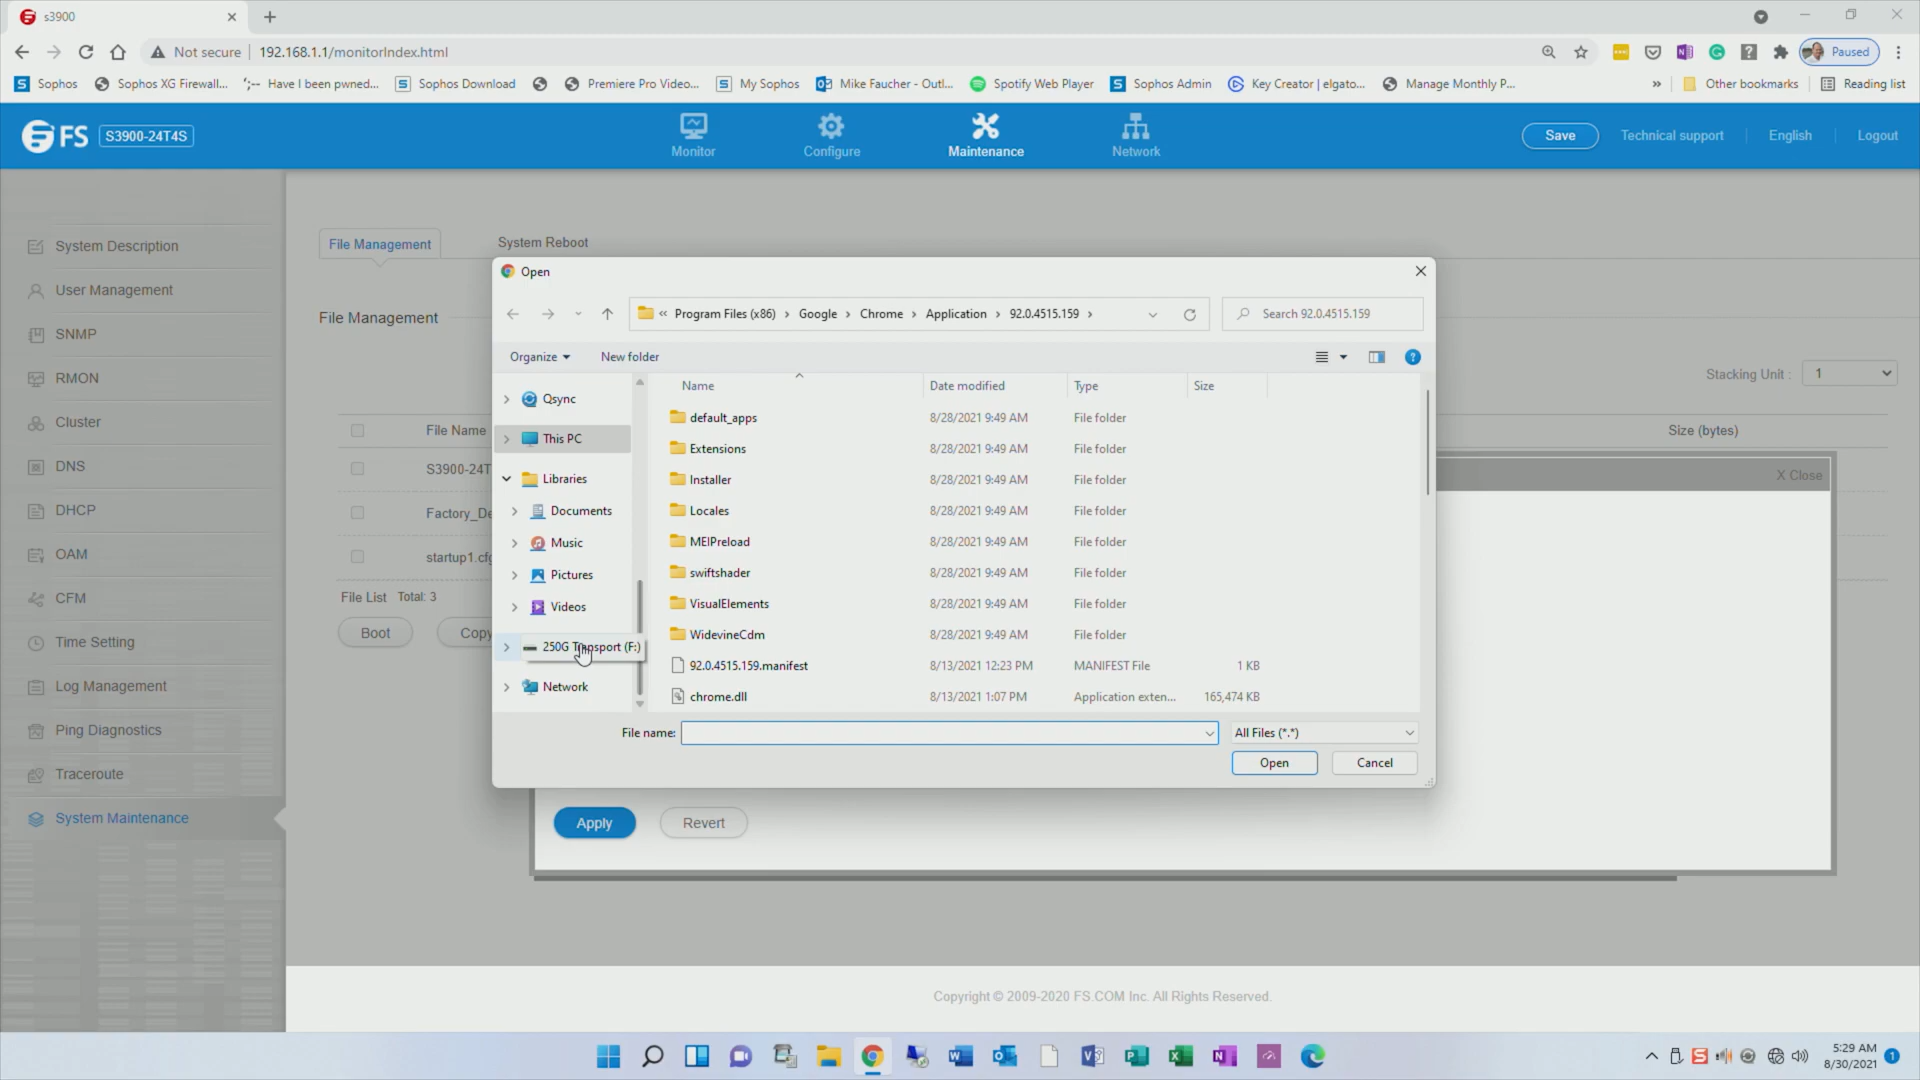 s3900
Not secure 192.168.1.1/monitorIndex.html Paused
Sophos Sophos XG Firewall... Have I been pwned... Sophos Download Premiere Pro Video... My Sophos Mike Faucher - Outl... Spotify Web Player Sophos Admin Key Creator | elgato... Manage Monthly P... » Other bookmarks Reading list
FS S3900-24T4S Monitor Configure Maintenance Network Save Technical support English Logout
System Description
User Management
SNMP
RMON
Cluster
DNS
DHCP
OAM
CFM
Time Setting
Log Management
Ping Diagnostics
Traceroute
System Maintenance
File Management System Reboot
File Management
Stacking Unit : 1
File Name Size (bytes)
S3900-24T
Factory_De
startup1.cfg
File List Total: 3
Boot Copy
X Close
Open
« Program Files (x86) › Google › Chrome › Application › 92.0.4515.159 › Search 92.0.4515.159
Organize New folder
Qsync
This PC
Libraries
Documents
Music
Pictures
Videos
250G Transport (F:)
Network
Name Date modified Type Size
default_apps 8/28/2021 9:49 AM File folder
Extensions 8/28/2021 9:49 AM File folder
Installer 8/28/2021 9:49 AM File folder
Locales 8/28/2021 9:49 AM File folder
MEIPreload 8/28/2021 9:49 AM File folder
swiftshader 8/28/2021 9:49 AM File folder
VisualElements 8/28/2021 9:49 AM File folder
WidevineCdm 8/28/2021 9:49 AM File folder
92.0.4515.159.manifest 8/13/2021 12:23 PM MANIFEST File 1 KB
chrome.dll 8/13/2021 1:07 PM Application exten... 165,474 KB
File name: All Files (*.*)
Open Cancel
Apply Revert
Copyright © 2009-2020 FS.COM Inc. All Rights Reserved.
5:29 AM
8/30/2021 1